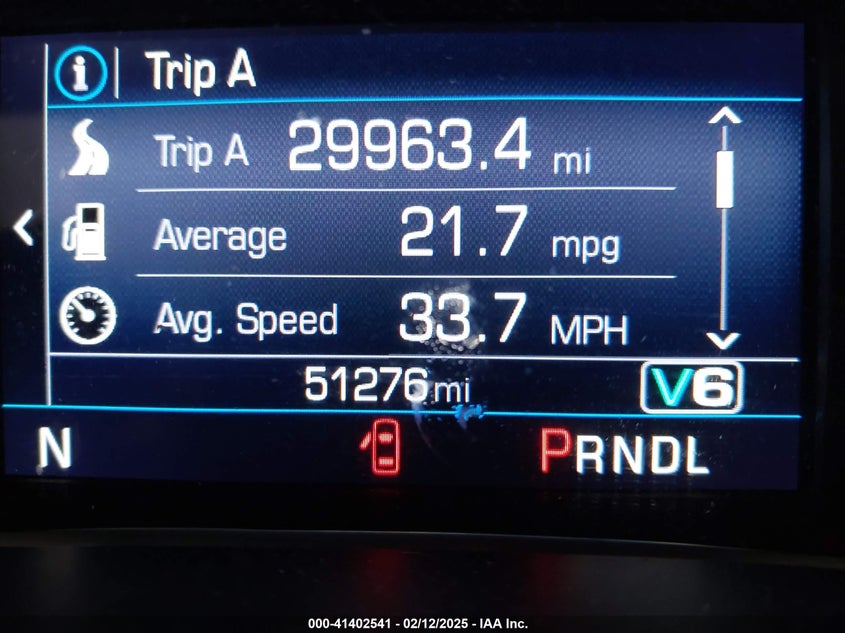 i Trip A
Trip A 29963.4 mi
Average 21.7 mpg
Avg. Speed 33.7 MPH
51276 mi V6
N PRNDL
000-41402541 - 02/12/2025 - IAA Inc.